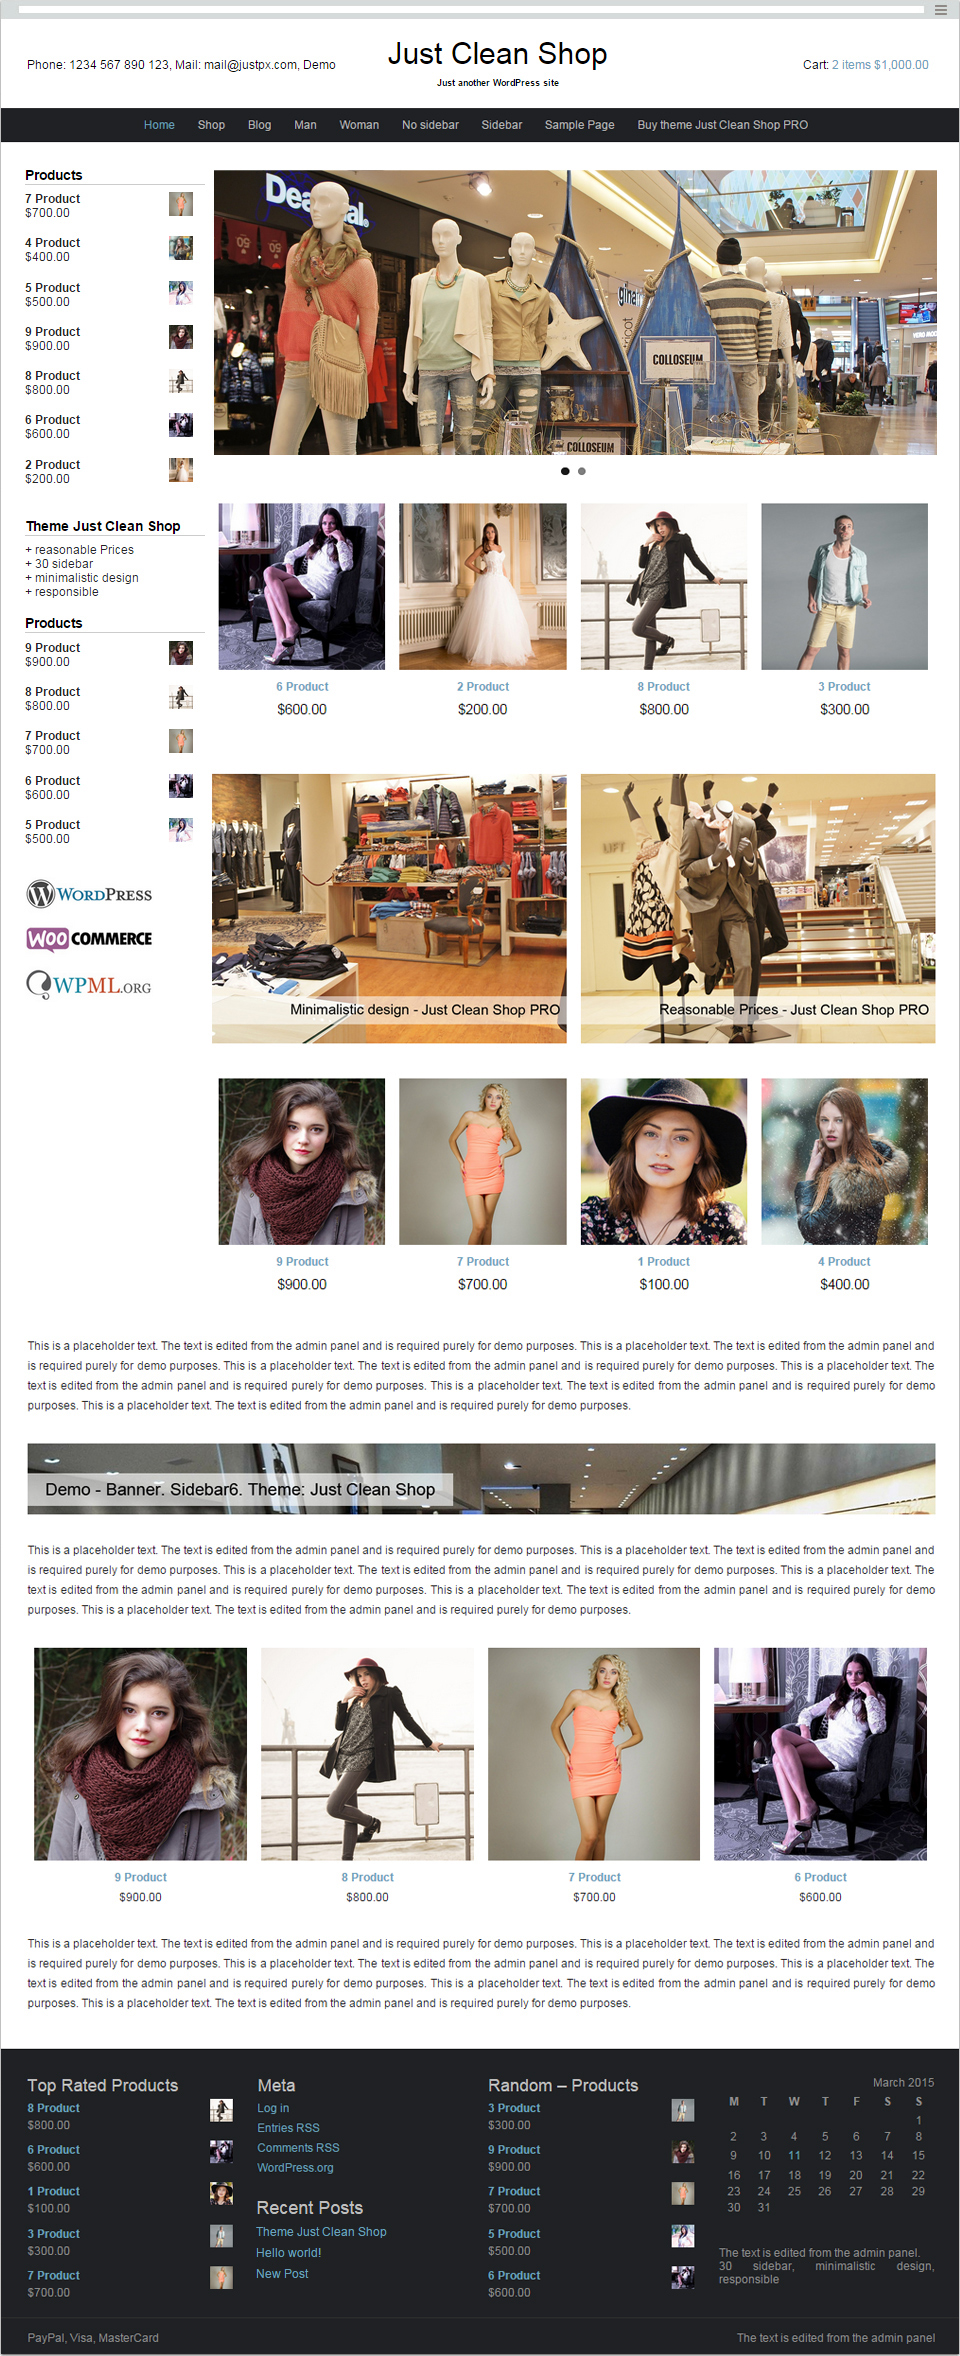 Phone: 1234 567 890 123, Mail: mail@justpx.com, Demo
Just Clean Shop
Just another WordPress site
Cart: 2 items $1,000.00
Home Shop Blog Man Woman No sidebar Sidebar Sample Page Buy theme Just Clean Shop PRO
Products
7 Product
$700.00
4 Product
$400.00
5 Product
$500.00
9 Product
$900.00
8 Product
$800.00
6 Product
$600.00
2 Product
$200.00
Theme Just Clean Shop
+ reasonable Prices
+ 30 sidebar
+ minimalistic design
+ responsible
Products
9 Product
$900.00
8 Product
$800.00
7 Product
$700.00
6 Product
$600.00
5 Product
$500.00
WORDPRESS
WOO COMMERCE
WPML.ORG
COLLOSEUM
COLLOSEUM
6 Product 2 Product 8 Product 3 Product
$600.00 $200.00 $800.00 $300.00
LIFT
Minimalistic design - Just Clean Shop PRO
Reasonable Prices - Just Clean Shop PRO
9 Product 7 Product 1 Product 4 Product
$900.00 $700.00 $100.00 $400.00
This is a placeholder text. The text is edited from the admin panel and is required purely for demo purposes. This is a placeholder text. The text is edited from the admin panel and
is required purely for demo purposes. This is a placeholder text. The text is edited from the admin panel and is required purely for demo purposes. This is a placeholder text. The
text is edited from the admin panel and is required purely for demo purposes. This is a placeholder text. The text is edited from the admin panel and is required purely for demo
purposes. This is a placeholder text. The text is edited from the admin panel and is required purely for demo purposes.
Demo - Banner. Sidebar6. Theme: Just Clean Shop
This is a placeholder text. The text is edited from the admin panel and is required purely for demo purposes. This is a placeholder text. The text is edited from the admin panel and
is required purely for demo purposes. This is a placeholder text. The text is edited from the admin panel and is required purely for demo purposes. This is a placeholder text. The
text is edited from the admin panel and is required purely for demo purposes. This is a placeholder text. The text is edited from the admin panel and is required purely for demo
purposes. This is a placeholder text. The text is edited from the admin panel and is required purely for demo purposes.
9 Product 8 Product 7 Product 6 Product
$900.00 $800.00 $700.00 $600.00
This is a placeholder text. The text is edited from the admin panel and is required purely for demo purposes. This is a placeholder text. The text is edited from the admin panel and
is required purely for demo purposes. This is a placeholder text. The text is edited from the admin panel and is required purely for demo purposes. This is a placeholder text. The
text is edited from the admin panel and is required purely for demo purposes. This is a placeholder text. The text is edited from the admin panel and is required purely for demo
purposes. This is a placeholder text. The text is edited from the admin panel and is required purely for demo purposes.
Top Rated Products
8 Product
$800.00
6 Product
$600.00
1 Product
$100.00
3 Product
$300.00
7 Product
$700.00
Meta
Log in
Entries RSS
Comments RSS
WordPress.org
Recent Posts
Theme Just Clean Shop
Hello world!
New Post
Random – Products
3 Product
$300.00
9 Product
$900.00
7 Product
$700.00
5 Product
$500.00
6 Product
$600.00
March 2015
M T W T F S S
1
2 3 4 5 6 7 8
9 10 11 12 13 14 15
16 17 18 19 20 21 22
23 24 25 26 27 28 29
30 31
The text is edited from the admin panel.
30 sidebar, minimalistic design,
responsible
PayPal, Visa, MasterCard
The text is edited from the admin panel